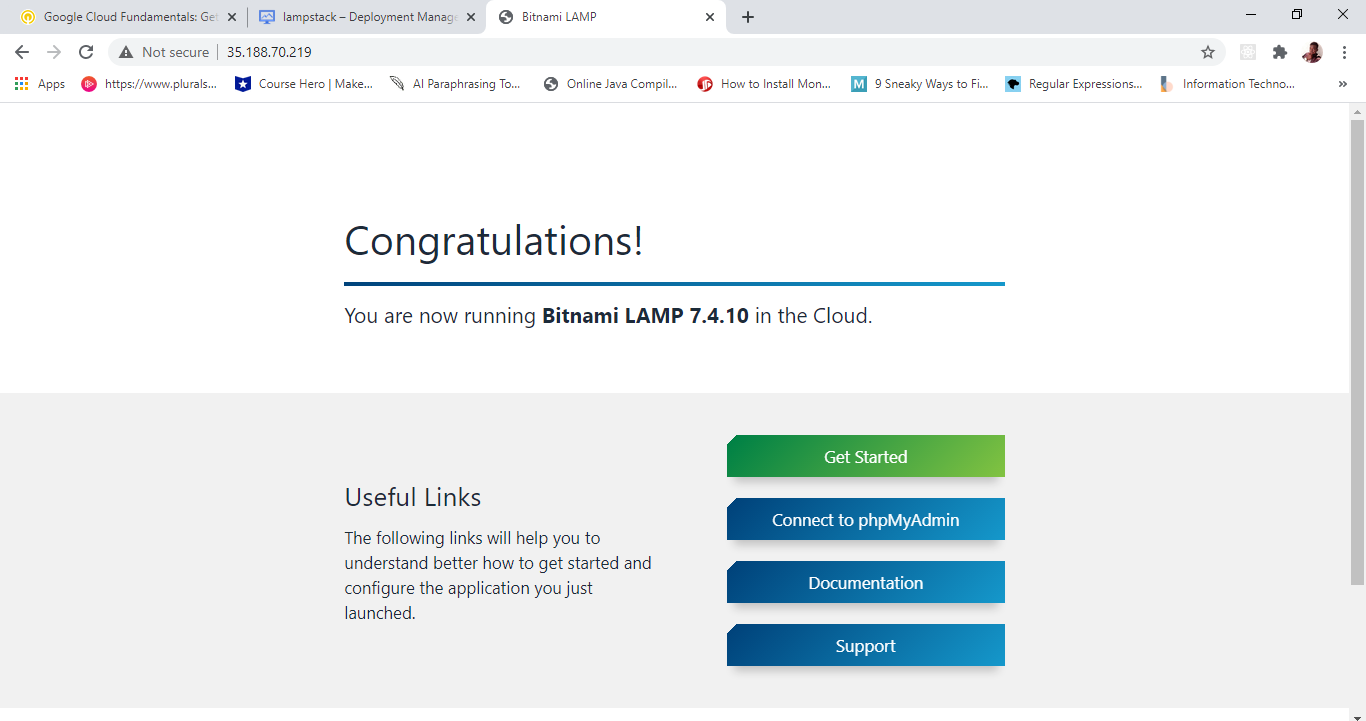 Google Cloud Fundamentals: Get
lampstack – Deployment Manage
Bitnami LAMP
Not secure
35.188.70.219
Apps
https://www.plurals...
Course Hero | Make...
AI Paraphrasing To...
Online Java Compil...
How to Install Mon...
9 Sneaky Ways to Fi...
Regular Expressions...
Information Techno...
Congratulations!
You are now running Bitnami LAMP 7.4.10 in the Cloud.
Useful Links
The following links will help you to
understand better how to get started and
configure the application you just
launched.
Get Started
Connect to phpMyAdmin
Documentation
Support